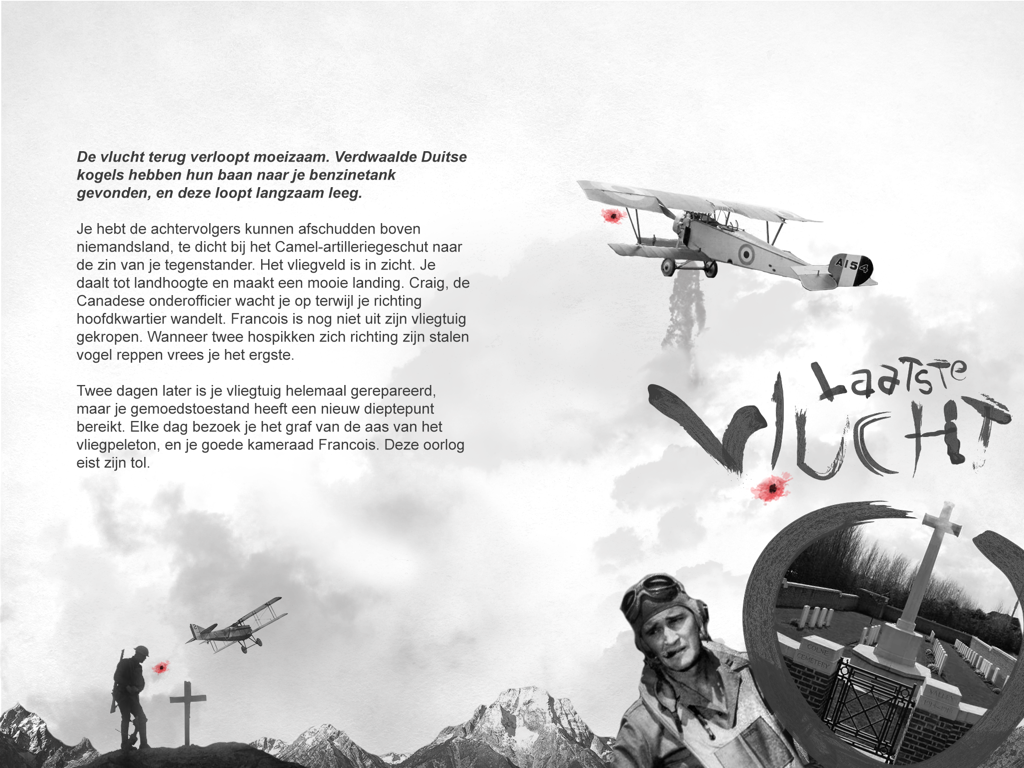 De vlucht terug verloopt moeizaam. Verdwaalde Duitse
kogels hebben hun baan naar je benzinetank
gevonden, en deze loopt langzaam leeg.
Je hebt de achtervolgers kunnen afschudden boven
niemandsland, te dicht bij het Camel-artilleriegeschut naar
de zin van je tegenstander. Het vliegveld is in zicht. Je
daalt tot landhoogte en maakt een mooie landing. Craig, de
Canadese onderofficier wacht je op terwijl je richting
hoofdkwartier wandelt. Francois is nog niet uit zijn vliegtuig
gekropen. Wanneer twee hospikken zich richting zijn stalen
vogel reppen vrees je het ergste.
Twee dagen later is je vliegtuig helemaal gerepareerd,
maar je gemoedstoestand heeft een nieuw dieptepunt
bereikt. Elke dag bezoek je het graf van de aas van het
vliegpeleton, en je goede kameraad Francois. Deze oorlog
eist zijn tol.
A154
Laatste
Vlucht